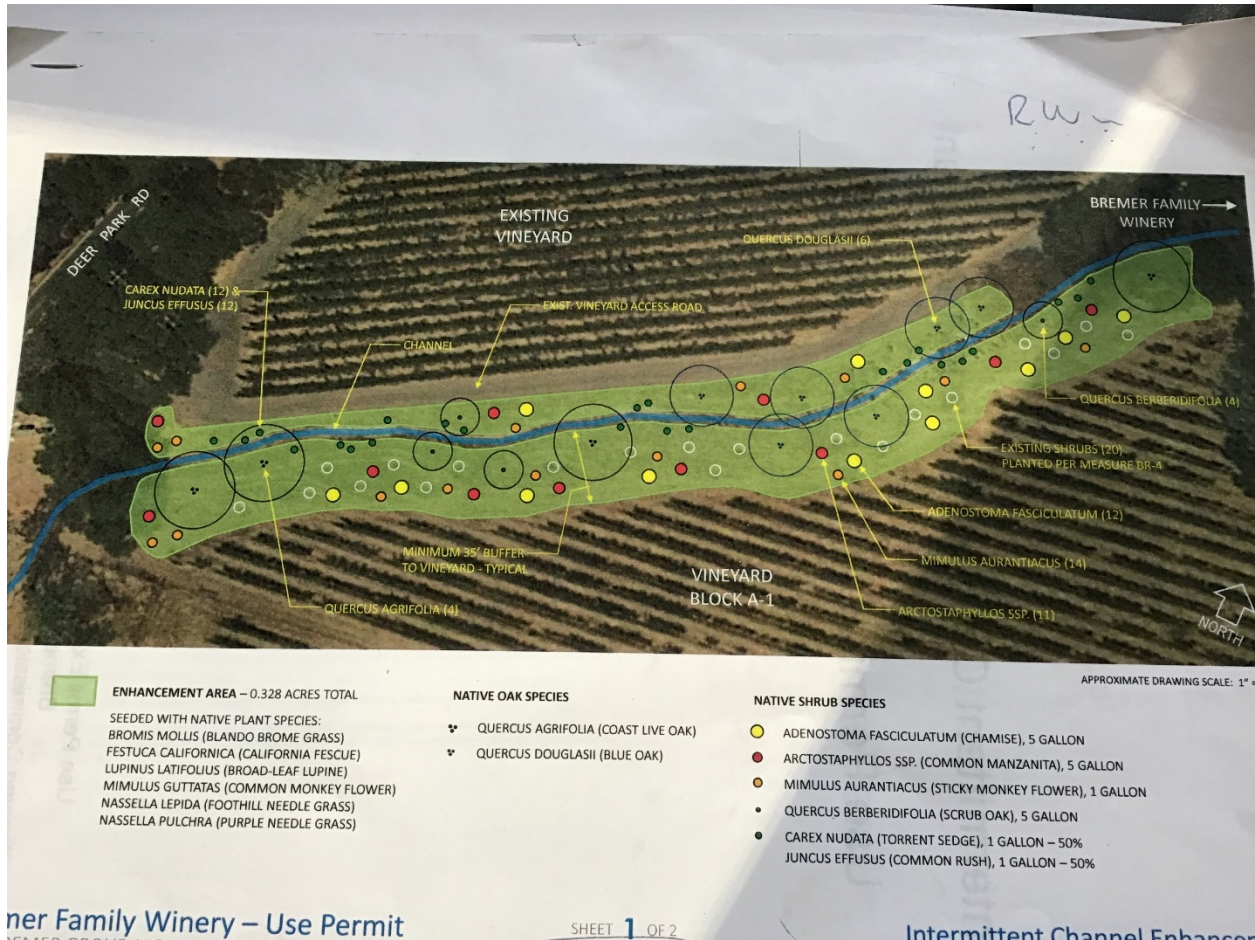 RW
DEER PARK RD
EXISTING
VINEYARD
BREMER FAMILY
WINERY
QUERCUS DOUGLASII (6)
CAREX NUDATA (12) &
JUNCUS EFFUSUS (12)
EXIST. VINEYARD ACCESS ROAD
CHANNEL
QUERCUS BERBERIDIFOLIA (4)
EXISTING SHRUBS (20)
PLANTED PER MEASURE BR-4
ADENOSTOMA FASCICULATUM (12)
MINIMUM 35' BUFFER
TO VINEYARD - TYPICAL
MIMULUS AURANTIACUS (14)
VINEYARD
BLOCK A-1
QUERCUS AGRIFOLIA (4)
ARCTOSTAPHYLLOS SSP. (11)
NORTH
APPROXIMATE DRAWING SCALE: 1" =
ENHANCEMENT AREA – 0.328 ACRES TOTAL
SEEDED WITH NATIVE PLANT SPECIES:
BROMIS MOLLIS (BLANDO BROME GRASS)
FESTUCA CALIFORNICA (CALIFORNIA FESCUE)
LUPINUS LATIFOLIUS (BROAD-LEAF LUPINE)
MIMULUS GUTTATAS (COMMON MONKEY FLOWER)
NASSELLA LEPIDA (FOOTHILL NEEDLE GRASS)
NASSELLA PULCHRA (PURPLE NEEDLE GRASS)
NATIVE OAK SPECIES
QUERCUS AGRIFOLIA (COAST LIVE OAK)
QUERCUS DOUGLASII (BLUE OAK)
NATIVE SHRUB SPECIES
ADENOSTOMA FASCICULATUM (CHAMISE), 5 GALLON
ARCTOSTAPHYLLOS SSP. (COMMON MANZANITA), 5 GALLON
MIMULUS AURANTIACUS (STICKY MONKEY FLOWER), 1 GALLON
QUERCUS BERBERIDIFOLIA (SCRUB OAK), 5 GALLON
CAREX NUDATA (TORRENT SEDGE), 1 GALLON – 50%
JUNCUS EFFUSUS (COMMON RUSH), 1 GALLON – 50%
mer Family Winery – Use Permit
SHEET 1 OF 2
Intermittent Channel Enhancer